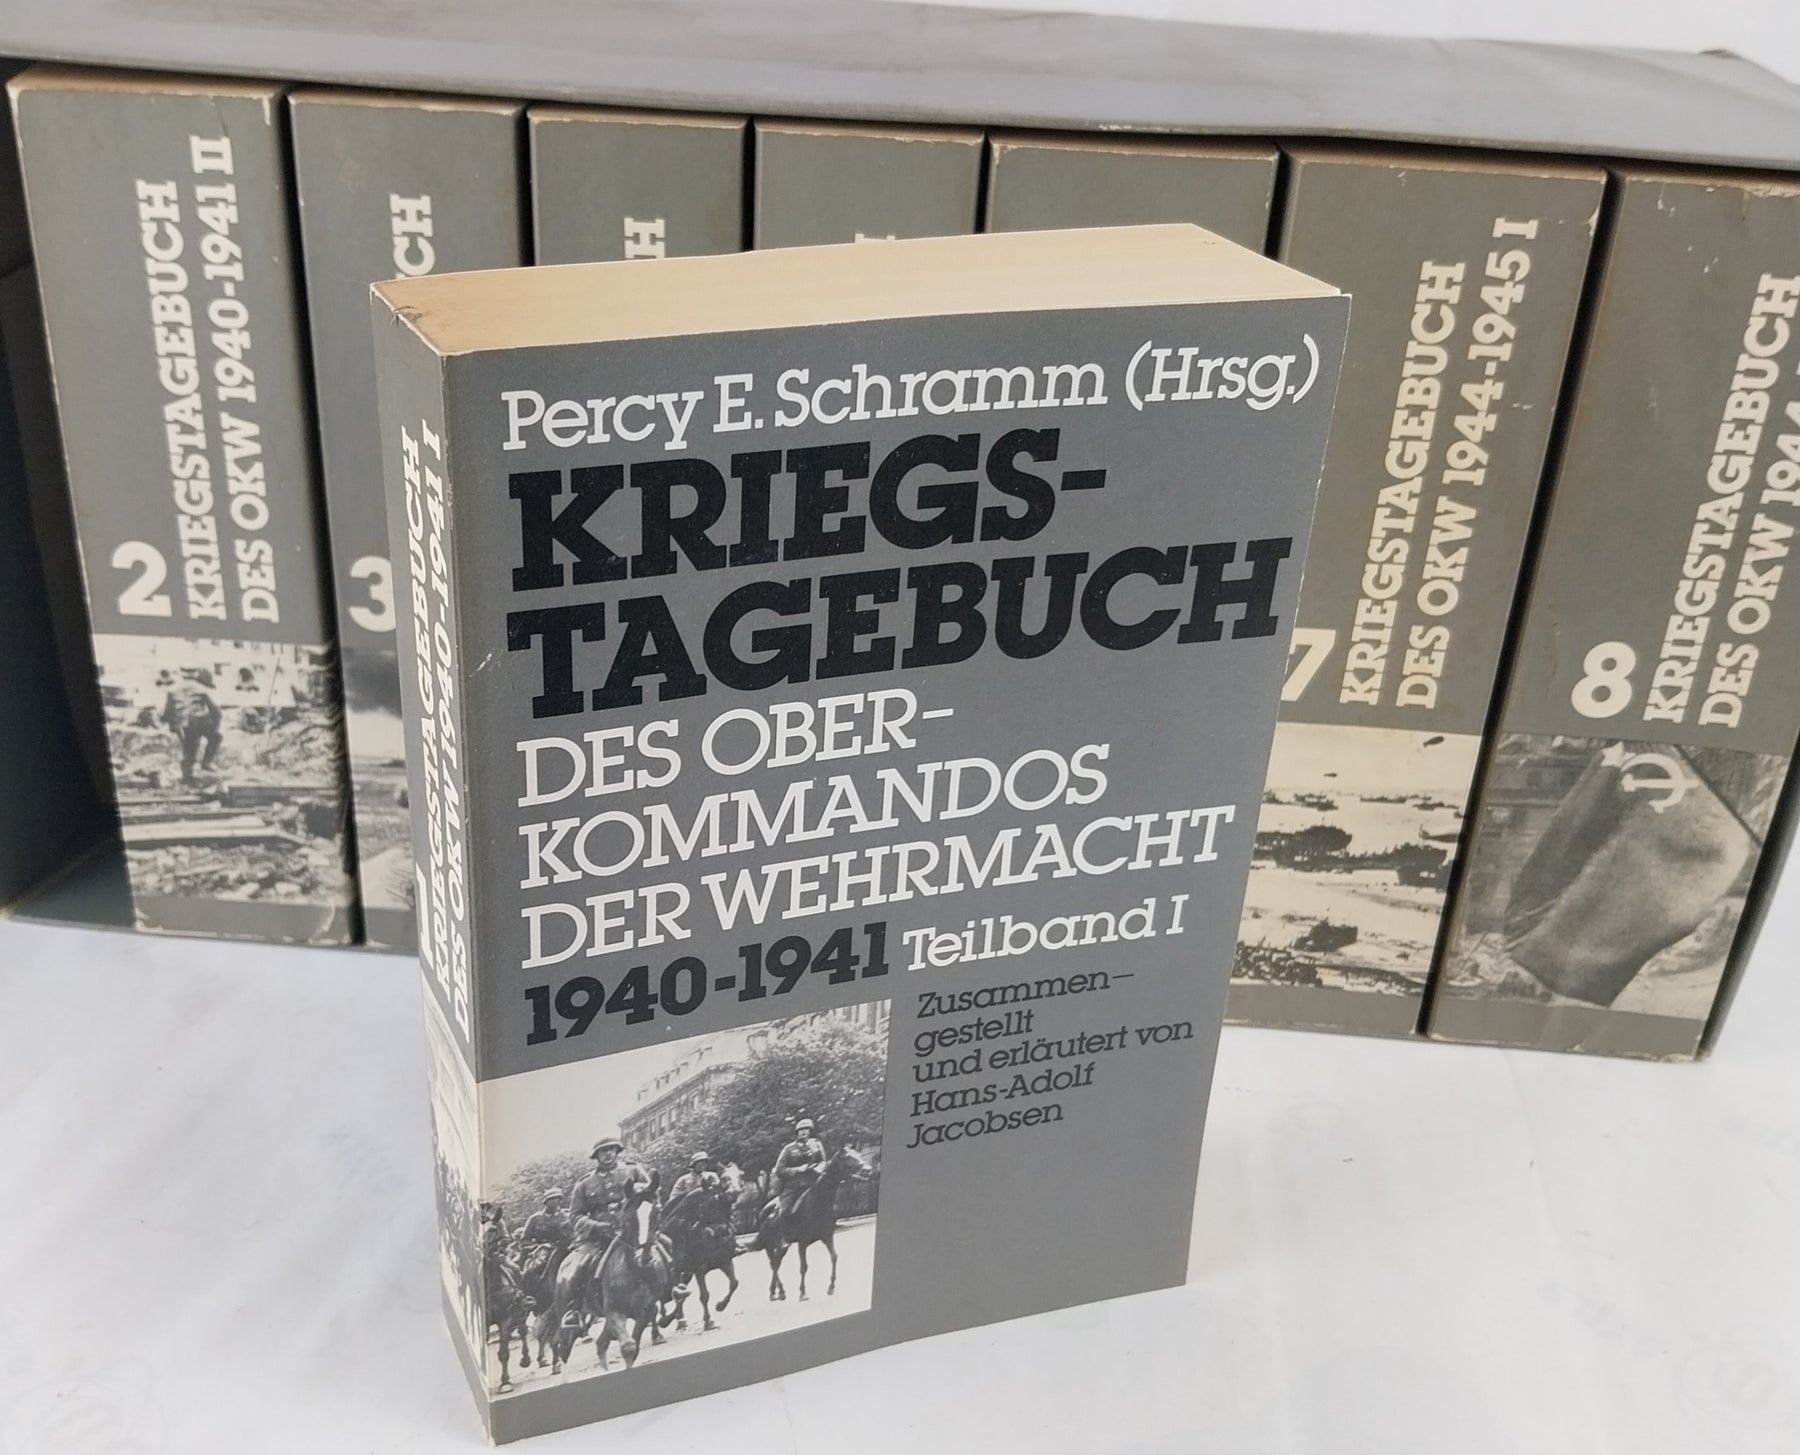 2
KRIEGSTAGEBUCH
DES OKW 1940-1941 II
3
7
KRIEGSTAGEBUCH
DES OKW 1944-1945 I
8
KRIEGSTAGEBUCH
DES OKW
1
KRIEGSTAGEBUCH
DES OKW 1940-1941 I
Percy E. Schramm (Hrsg.)
KRIEGS-
TAGEBUCH
DES OBER-
KOMMANDOS
DER WEHRMACHT
1940-1941 Teilband I
Zusammen-
gestellt
und erläutert von
Hans-Adolf
Jacobsen